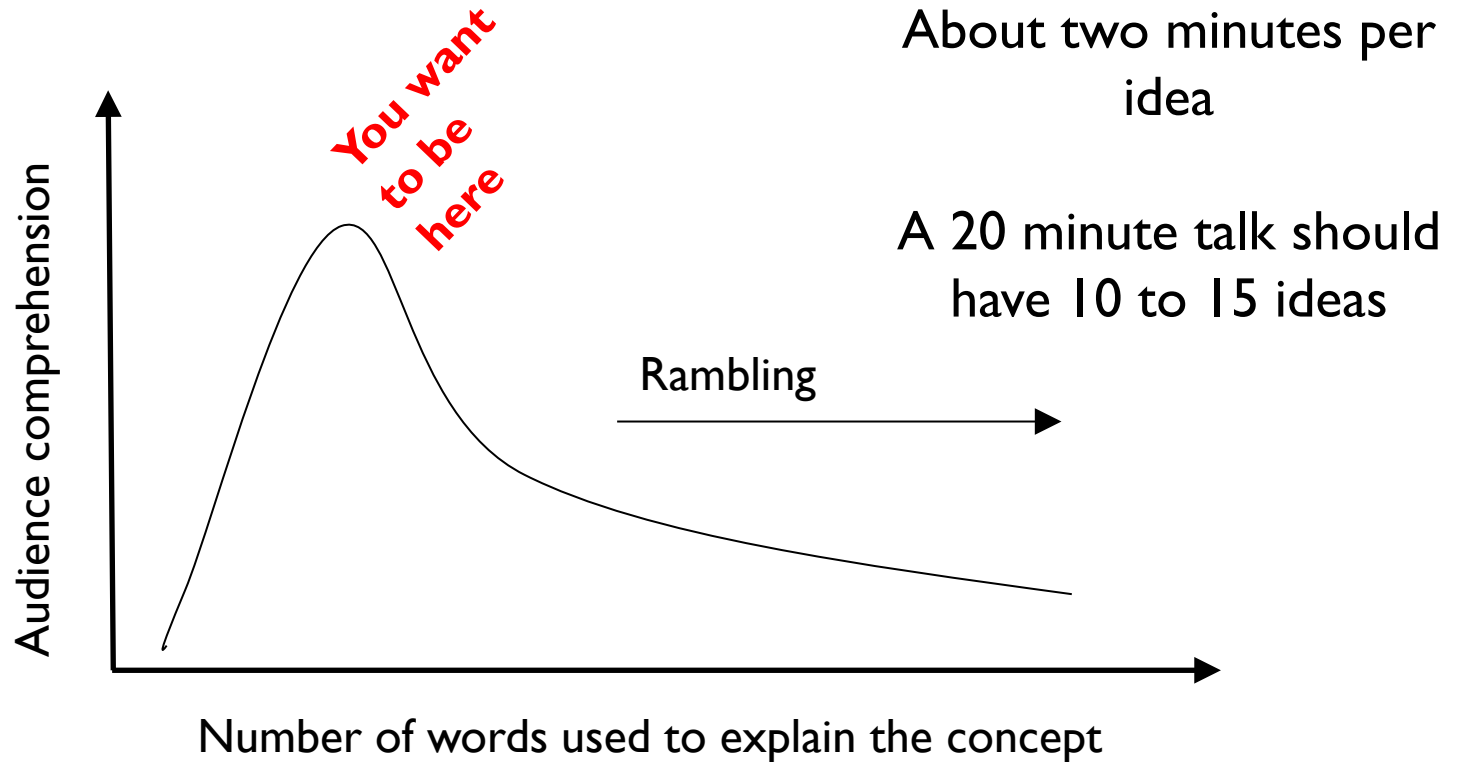 You want
to be
here
About two minutes per
idea
A 20 minute talk should
have 10 to 15 ideas
Rambling
Audience comprehension
Number of words used to explain the concept